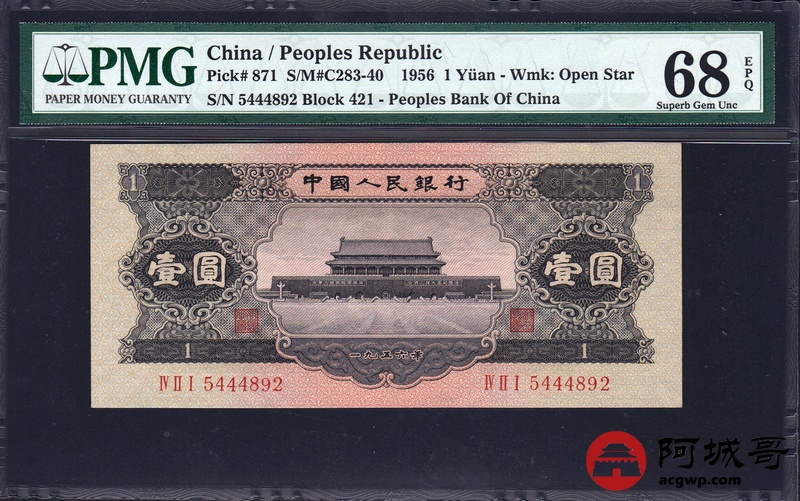 PMG
PAPER MONEY GUARANTY
China / Peoples Republic
Pick# 871 S/M#C283-40 1956 1 Yüan - Wmk: Open Star
S/N 5444892 Block 421 - Peoples Bank Of China
68 EPQ
Superb Gem Unc
1 中國人民銀行 1
壹圓 壹圓
1 一九五六年 1
Ⅳ Ⅱ Ⅰ 5444892 Ⅳ Ⅱ Ⅰ 5444892
阿城哥
acgwp.com